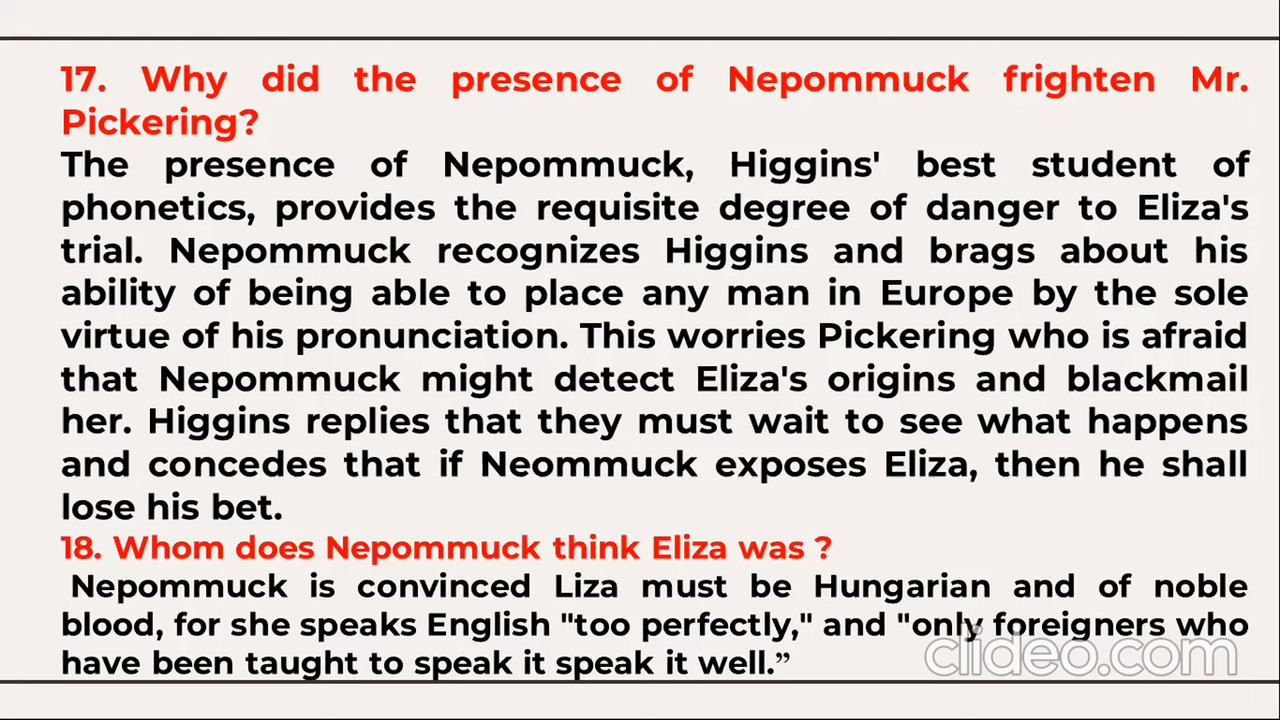 17. Why did the presence of Nepommuck frighten Mr.
Pickering?
The presence of Nepommuck, Higgins' best student of
phonetics, provides the requisite degree of danger to Eliza's
trial. Nepommuck recognizes Higgins and brags about his
ability of being able to place any man in Europe by the sole
virtue of his pronunciation. This worries Pickering who is afraid
that Nepommuck might detect Eliza's origins and blackmail
her. Higgins replies that they must wait to see what happens
and concedes that if Neommuck exposes Eliza, then he shall
lose his bet.
18. Whom does Nepommuck think Eliza was ?
Nepommuck is convinced Liza must be Hungarian and of noble
blood, for she speaks English "too perfectly," and "only foreigners who
have been taught to speak it speak it well.”
clideo.com